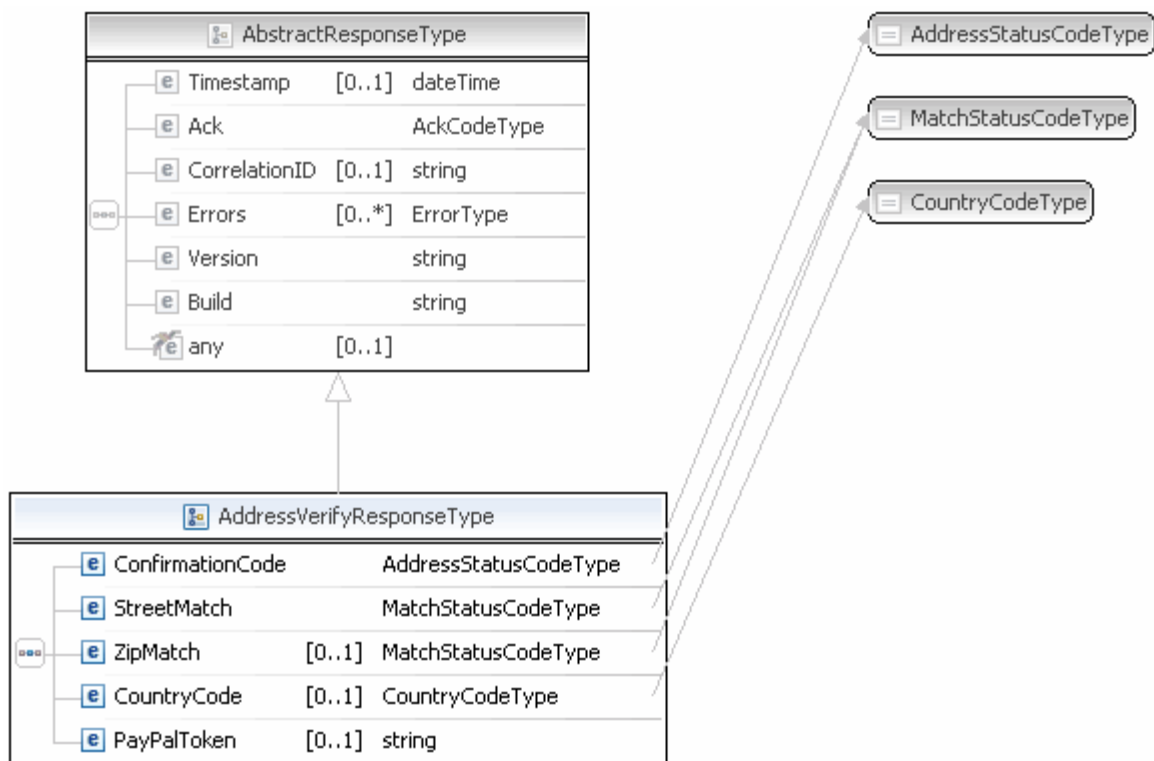 AbstractResponseType
e Timestamp [0..1] dateTime
e Ack AckCodeType
e CorrelationID [0..1] string
e Errors [0..*] ErrorType
e Version string
e Build string
e any [0..1]
AddressStatusCodeType
MatchStatusCodeType
CountryCodeType
AddressVerifyResponseType
e ConfirmationCode AddressStatusCodeType
e StreetMatch MatchStatusCodeType
e ZipMatch [0..1] MatchStatusCodeType
e CountryCode [0..1] CountryCodeType
e PayPalToken [0..1] string